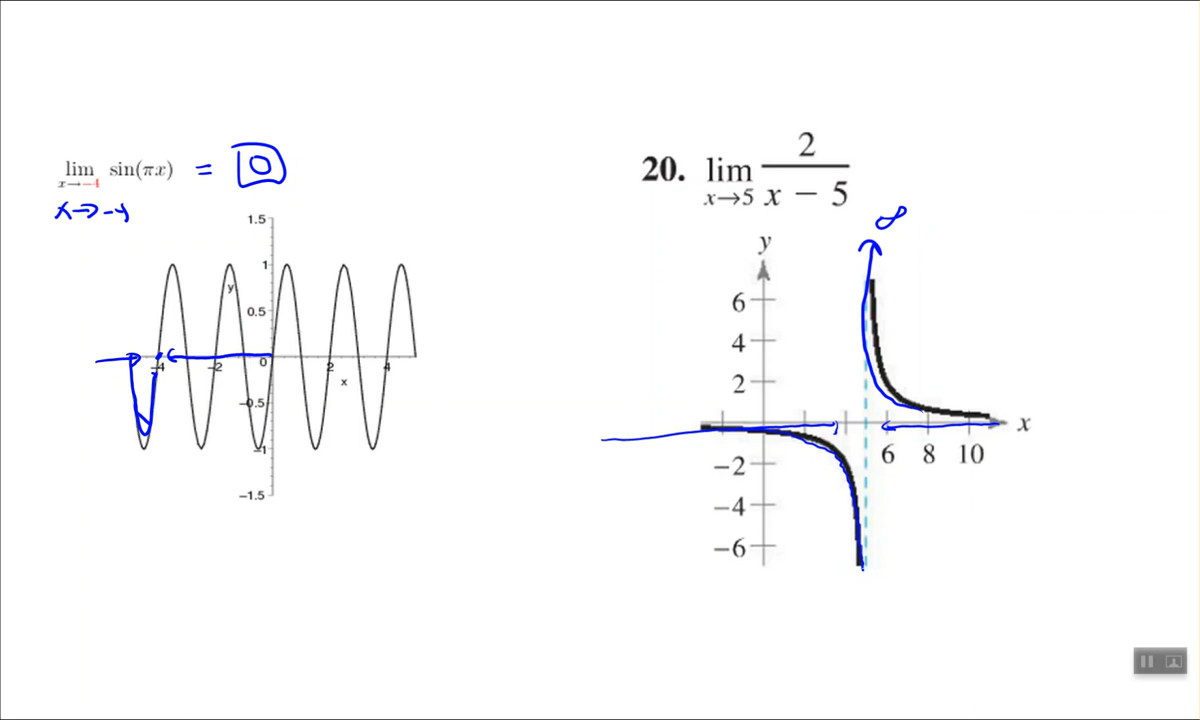 lim sin(πx) = 0
x→-4
x→-4
1.5
1
y
0.5
-4
-2
0
2
x
4
-0.5
-1
-1.5
20. lim 2
x→5 x − 5
∞
y
6
4
2
x
6 8 10
−2
−4
−6